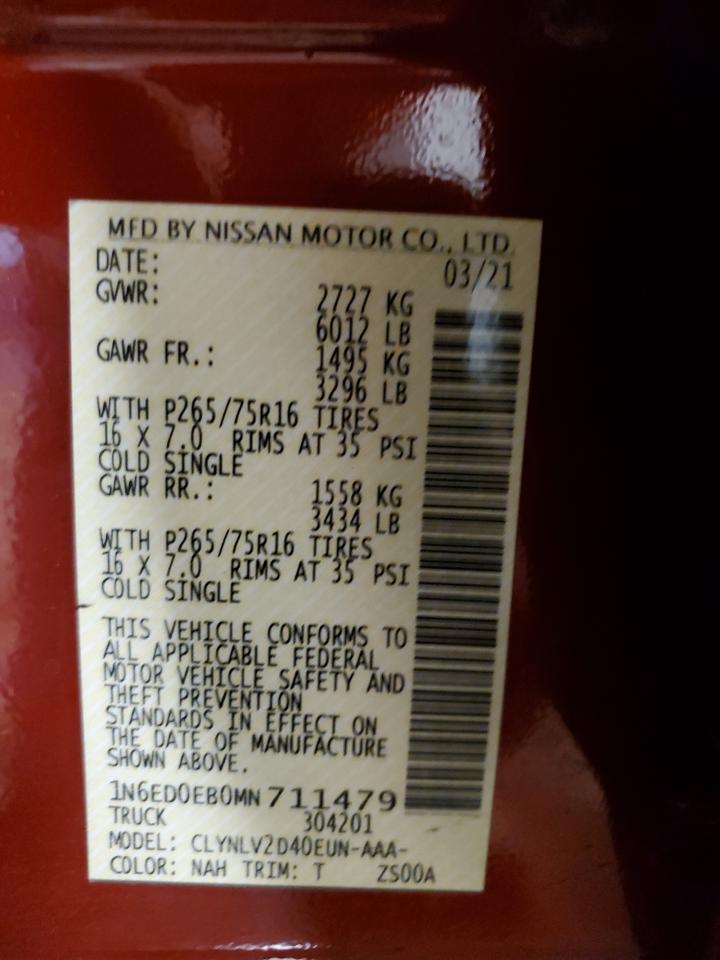 MFD BY NISSAN MOTOR CO., LTD.
DATE: 03/21
GVWR: 2727 KG
6012 LB
GAWR FR.: 1495 KG
3296 LB
WITH P265/75R16 TIRES
16 X 7.0 RIMS AT 35 PSI
COLD SINGLE
GAWR RR.: 1558 KG
3434 LB
WITH P265/75R16 TIRES
16 X 7.0 RIMS AT 35 PSI
COLD SINGLE
THIS VEHICLE CONFORMS TO
ALL APPLICABLE FEDERAL
MOTOR VEHICLE SAFETY AND
THEFT PREVENTION
STANDARDS IN EFFECT ON
THE DATE OF MANUFACTURE
SHOWN ABOVE.
1N6ED0EB0MN711479
TRUCK 304201
MODEL: CLYNLV2D40EUN-AAA-
COLOR: NAH TRIM: T ZS00A